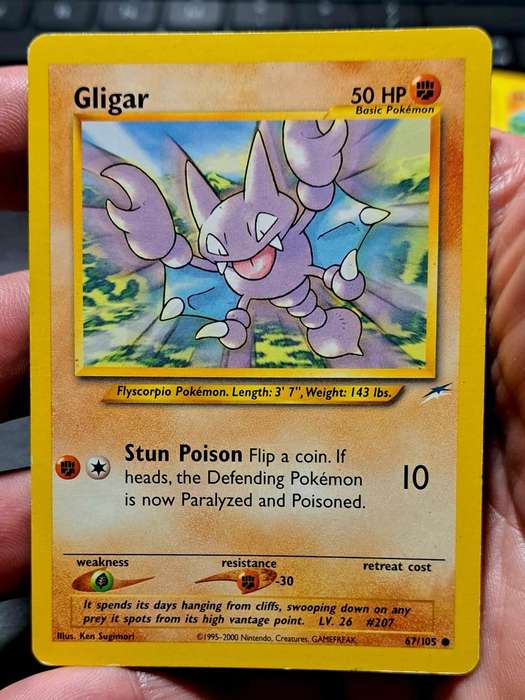 Gligar
50 HP
Basic Pokémon
Flyscorpio Pokémon. Length: 3' 7", Weight: 143 lbs.
Stun Poison Flip a coin. If
heads, the Defending Pokémon
is now Paralyzed and Poisoned.
10
weakness
resistance
retreat cost
-30
It spends its days hanging from cliffs, swooping down on any
prey it spots from its high vantage point. LV. 26 #207
Illus. Ken Sugimori
©1995-2000 Nintendo, Creatures, GAMEFREAK.
67/105